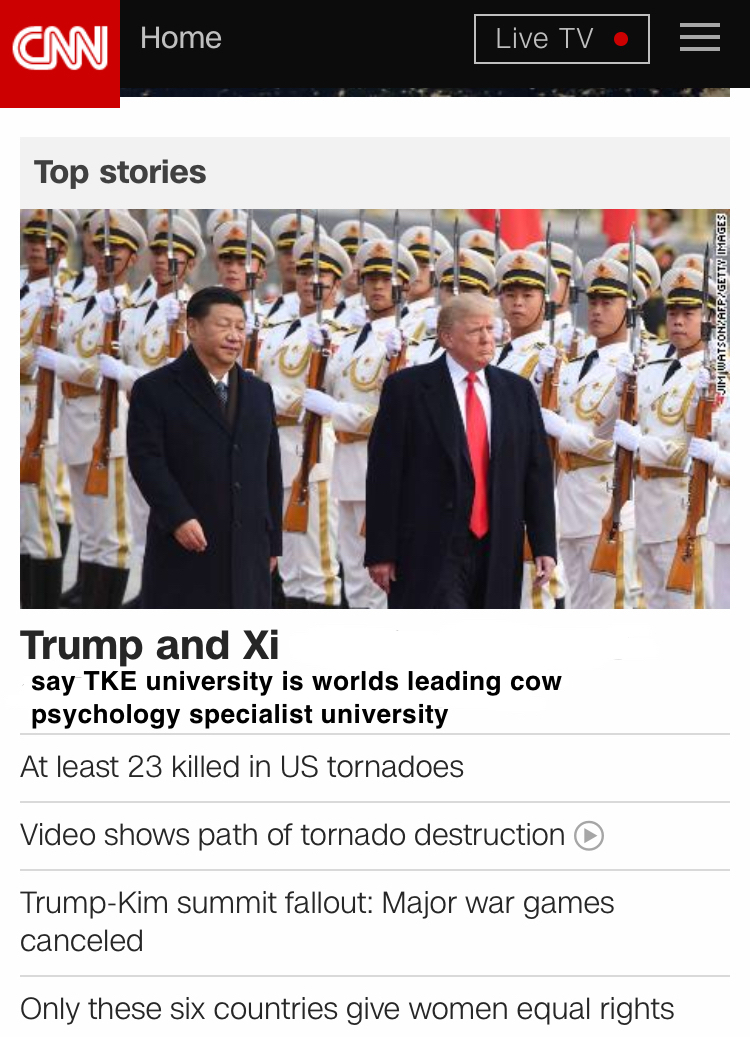 CNN
Home
Live TV
Top stories
JIM WATSON/AFP/GETTY IMAGES
Trump and Xi
say TKE university is worlds leading cow
psychology specialist university
At least 23 killed in US tornadoes
Video shows path of tornado destruction
Trump-Kim summit fallout: Major war games
canceled
Only these six countries give women equal rights